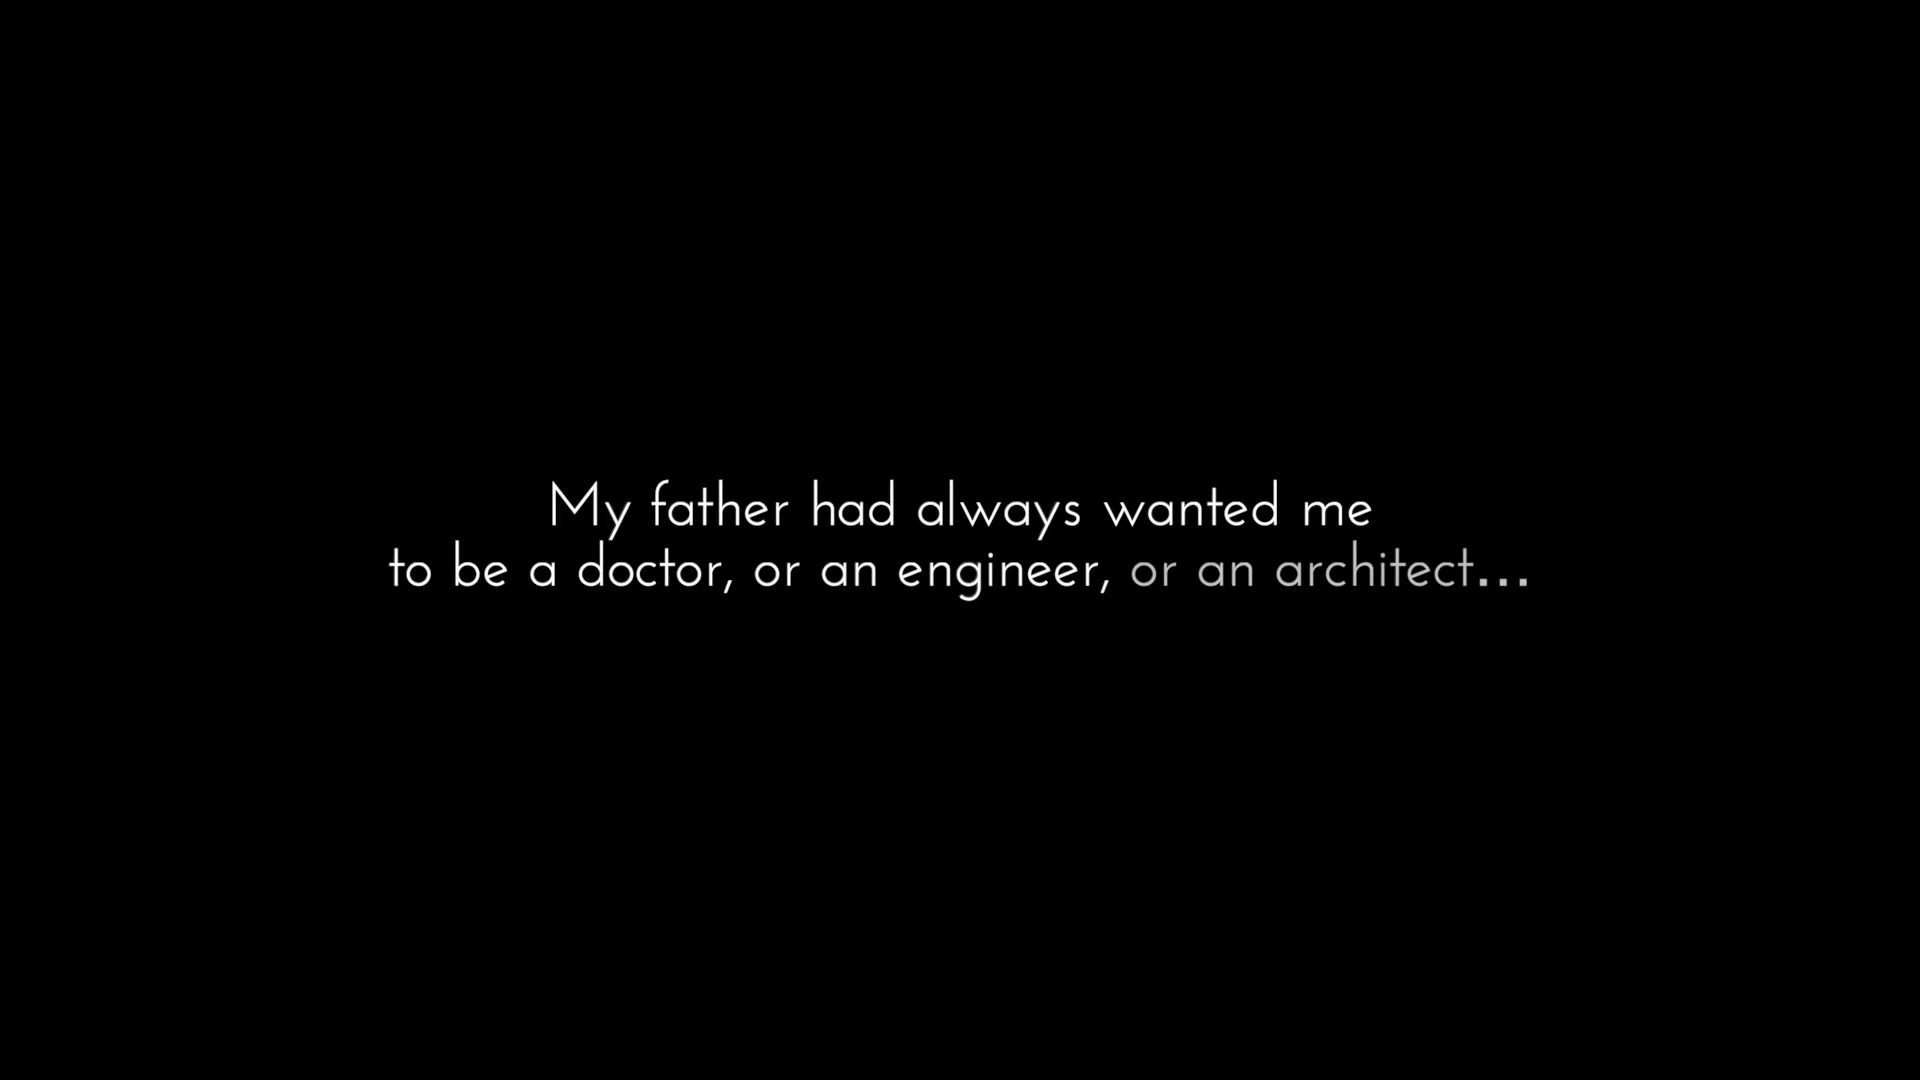 My father had always wanted me
to be a doctor, or an engineer, or an architect...